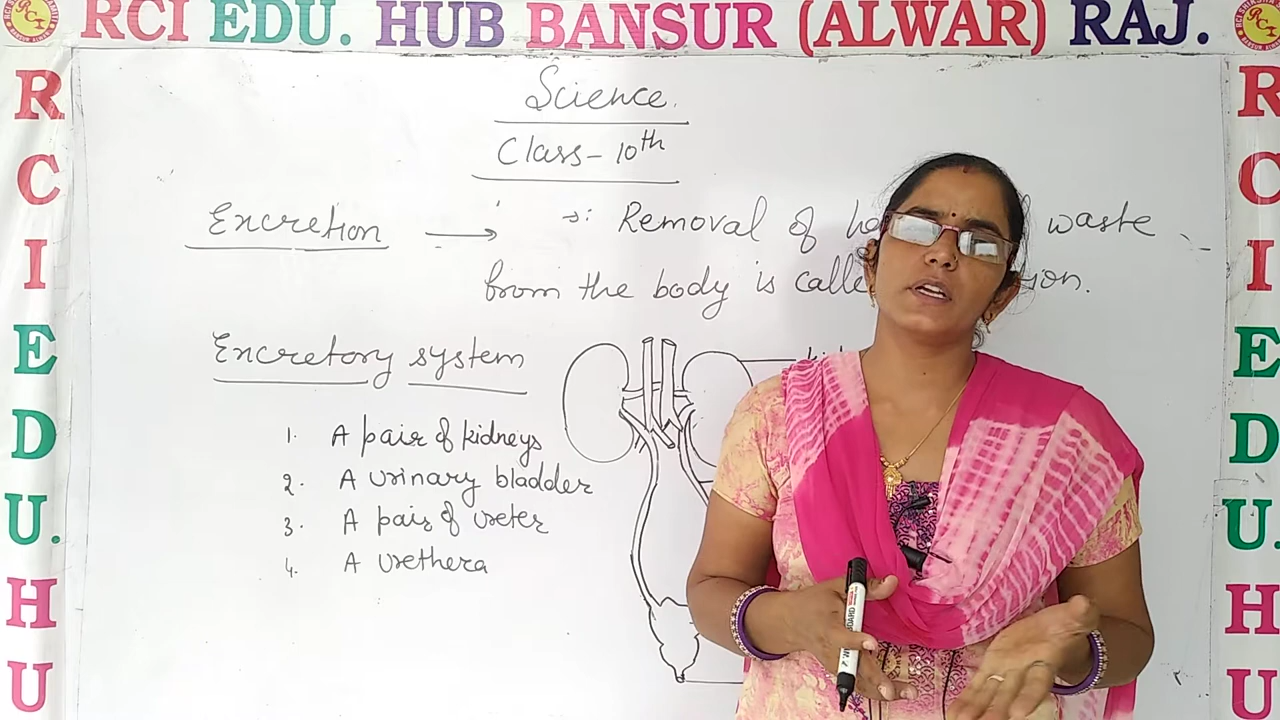 RCI EDU. HUB BANSUR (ALWAR) RAJ.
R
C
I
E
D
U.
H
U
Science.
Class - 10th
Excretion → → : Removal of waste
from the body is
Excretory system
1. A pair of kidneys
2. A urinary bladder
3. A pair of ureter
4. A urethera
R
C
I
E
D
U.
H
U